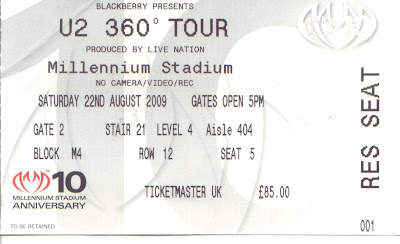 BLACKBERRY PRESENTS
U2 360° TOUR
PRODUCED BY LIVE NATION
Millennium Stadium
NO CAMERA/VIDEO/REC
SATURDAY 22ND AUGUST 2009 GATES OPEN 5PM
GATE 2 STAIR 21 LEVEL 4 Aisle 404
BLOCK M4 ROW 12 SEAT 5
10
MILLENNIUM STADIUM
ANNIVERSARY
TICKETMASTER UK £85.00
TO BE RETAINED
RES SEAT
001